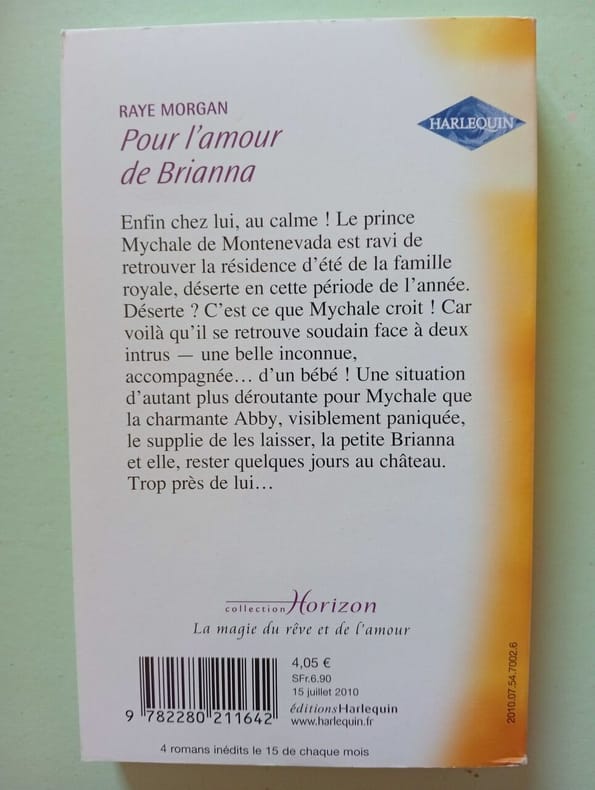 RAYE MORGAN
Pour l'amour
de Brianna
HARLEQUIN
Enfin chez lui, au calme ! Le prince
Mychale de Montenevada est ravi de
retrouver la résidence d'été de la famille
royale, déserte en cette période de l'année.
Déserte ? C'est ce que Mychale croit ! Car
voilà qu'il se retrouve soudain face à deux
intrus — une belle inconnue,
accompagnée… d'un bébé ! Une situation
d'autant plus déroutante pour Mychale que
la charmante Abby, visiblement paniquée,
le supplie de les laisser, la petite Brianna
et elle, rester quelques jours au château.
Trop près de lui…
collection Horizon
La magie du rêve et de l'amour
4,05 €
SFr.6.90
15 juillet 2010
éditionsHarlequin
www.harlequin.fr
9 782280 211642
4 romans inédits le 15 de chaque mois
2010.07.54.7002.6